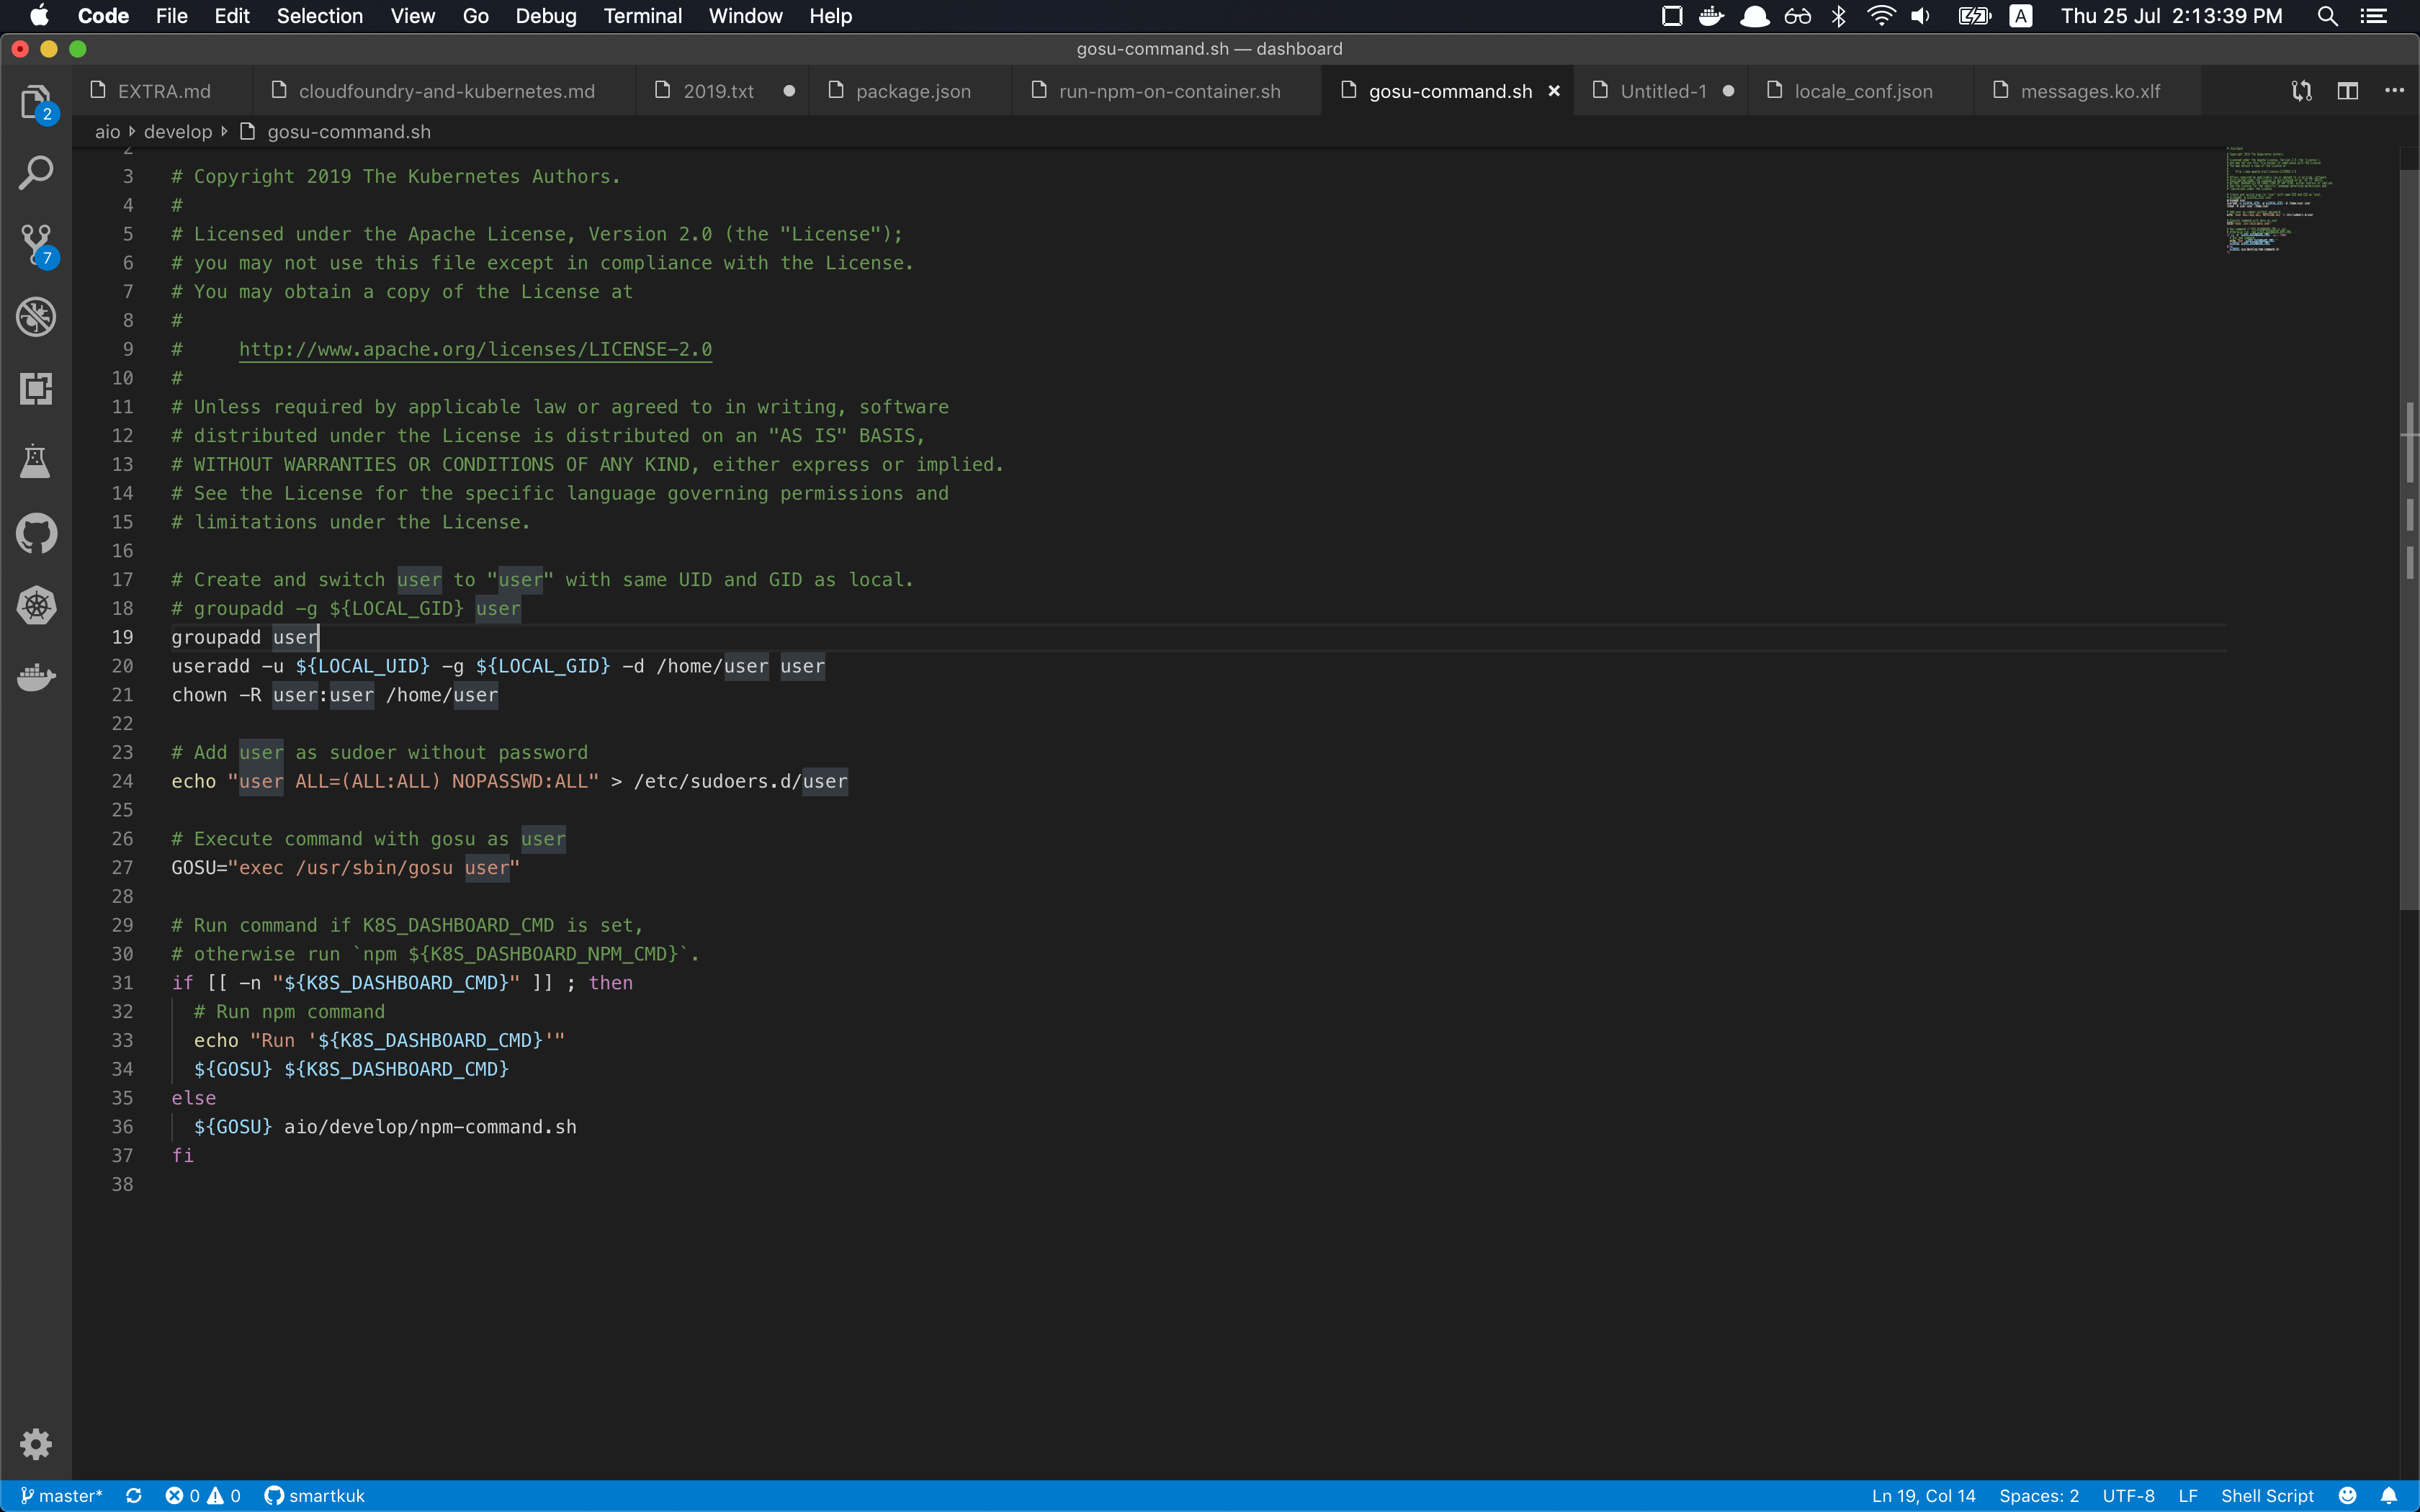 Code File Edit Selection View Go Debug Terminal Window Help A Thu 25 Jul 2:13:39 PM
gosu-command.sh — dashboard
EXTRA.md cloudfoundry-and-kubernetes.md 2019.txt package.json run-npm-on-container.sh gosu-command.sh Untitled-1 locale_conf.json messages.ko.xlf
2
7
aio develop gosu-command.sh
2
3 # Copyright 2019 The Kubernetes Authors.
4 #
5 # Licensed under the Apache License, Version 2.0 (the "License");
6 # you may not use this file except in compliance with the License.
7 # You may obtain a copy of the License at
8 #
9 #     http://www.apache.org/licenses/LICENSE-2.0
10 #
11 # Unless required by applicable law or agreed to in writing, software
12 # distributed under the License is distributed on an "AS IS" BASIS,
13 # WITHOUT WARRANTIES OR CONDITIONS OF ANY KIND, either express or implied.
14 # See the License for the specific language governing permissions and
15 # limitations under the License.
16
17 # Create and switch user to "user" with same UID and GID as local.
18 # groupadd -g ${LOCAL_GID} user
19 groupadd user
20 useradd -u ${LOCAL_UID} -g ${LOCAL_GID} -d /home/user user
21 chown -R user:user /home/user
22
23 # Add user as sudoer without password
24 echo "user ALL=(ALL:ALL) NOPASSWD:ALL" > /etc/sudoers.d/user
25
26 # Execute command with gosu as user
27 GOSU="exec /usr/sbin/gosu user"
28
29 # Run command if K8S_DASHBOARD_CMD is set,
30 # otherwise run `npm ${K8S_DASHBOARD_NPM_CMD}`.
31 if [[ -n "${K8S_DASHBOARD_CMD}" ]] ; then
32   # Run npm command
33   echo "Run '${K8S_DASHBOARD_CMD}'"
34   ${GOSU} ${K8S_DASHBOARD_CMD}
35 else
36   ${GOSU} aio/develop/npm-command.sh
37 fi
38
master* 0 0 smartkuk Ln 19, Col 14 Spaces: 2 UTF-8 LF Shell Script